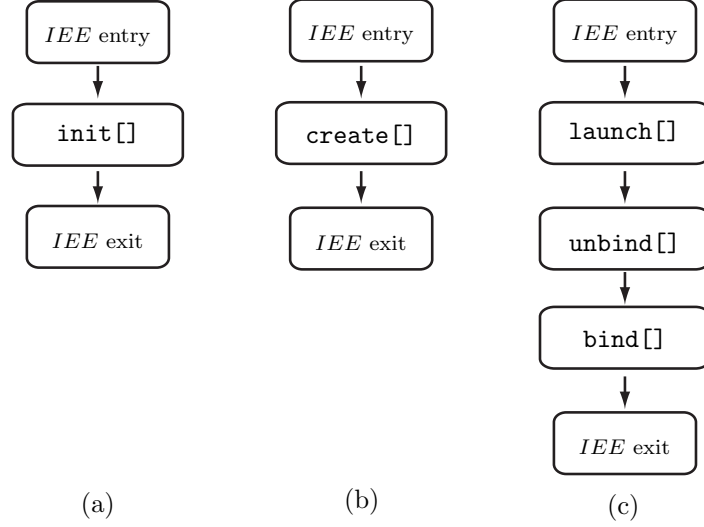 IEE entry
init[]
IEE exit
(a)
IEE entry
create[]
IEE exit
(b)
IEE entry
launch[]
unbind[]
bind[]
IEE exit
(c)